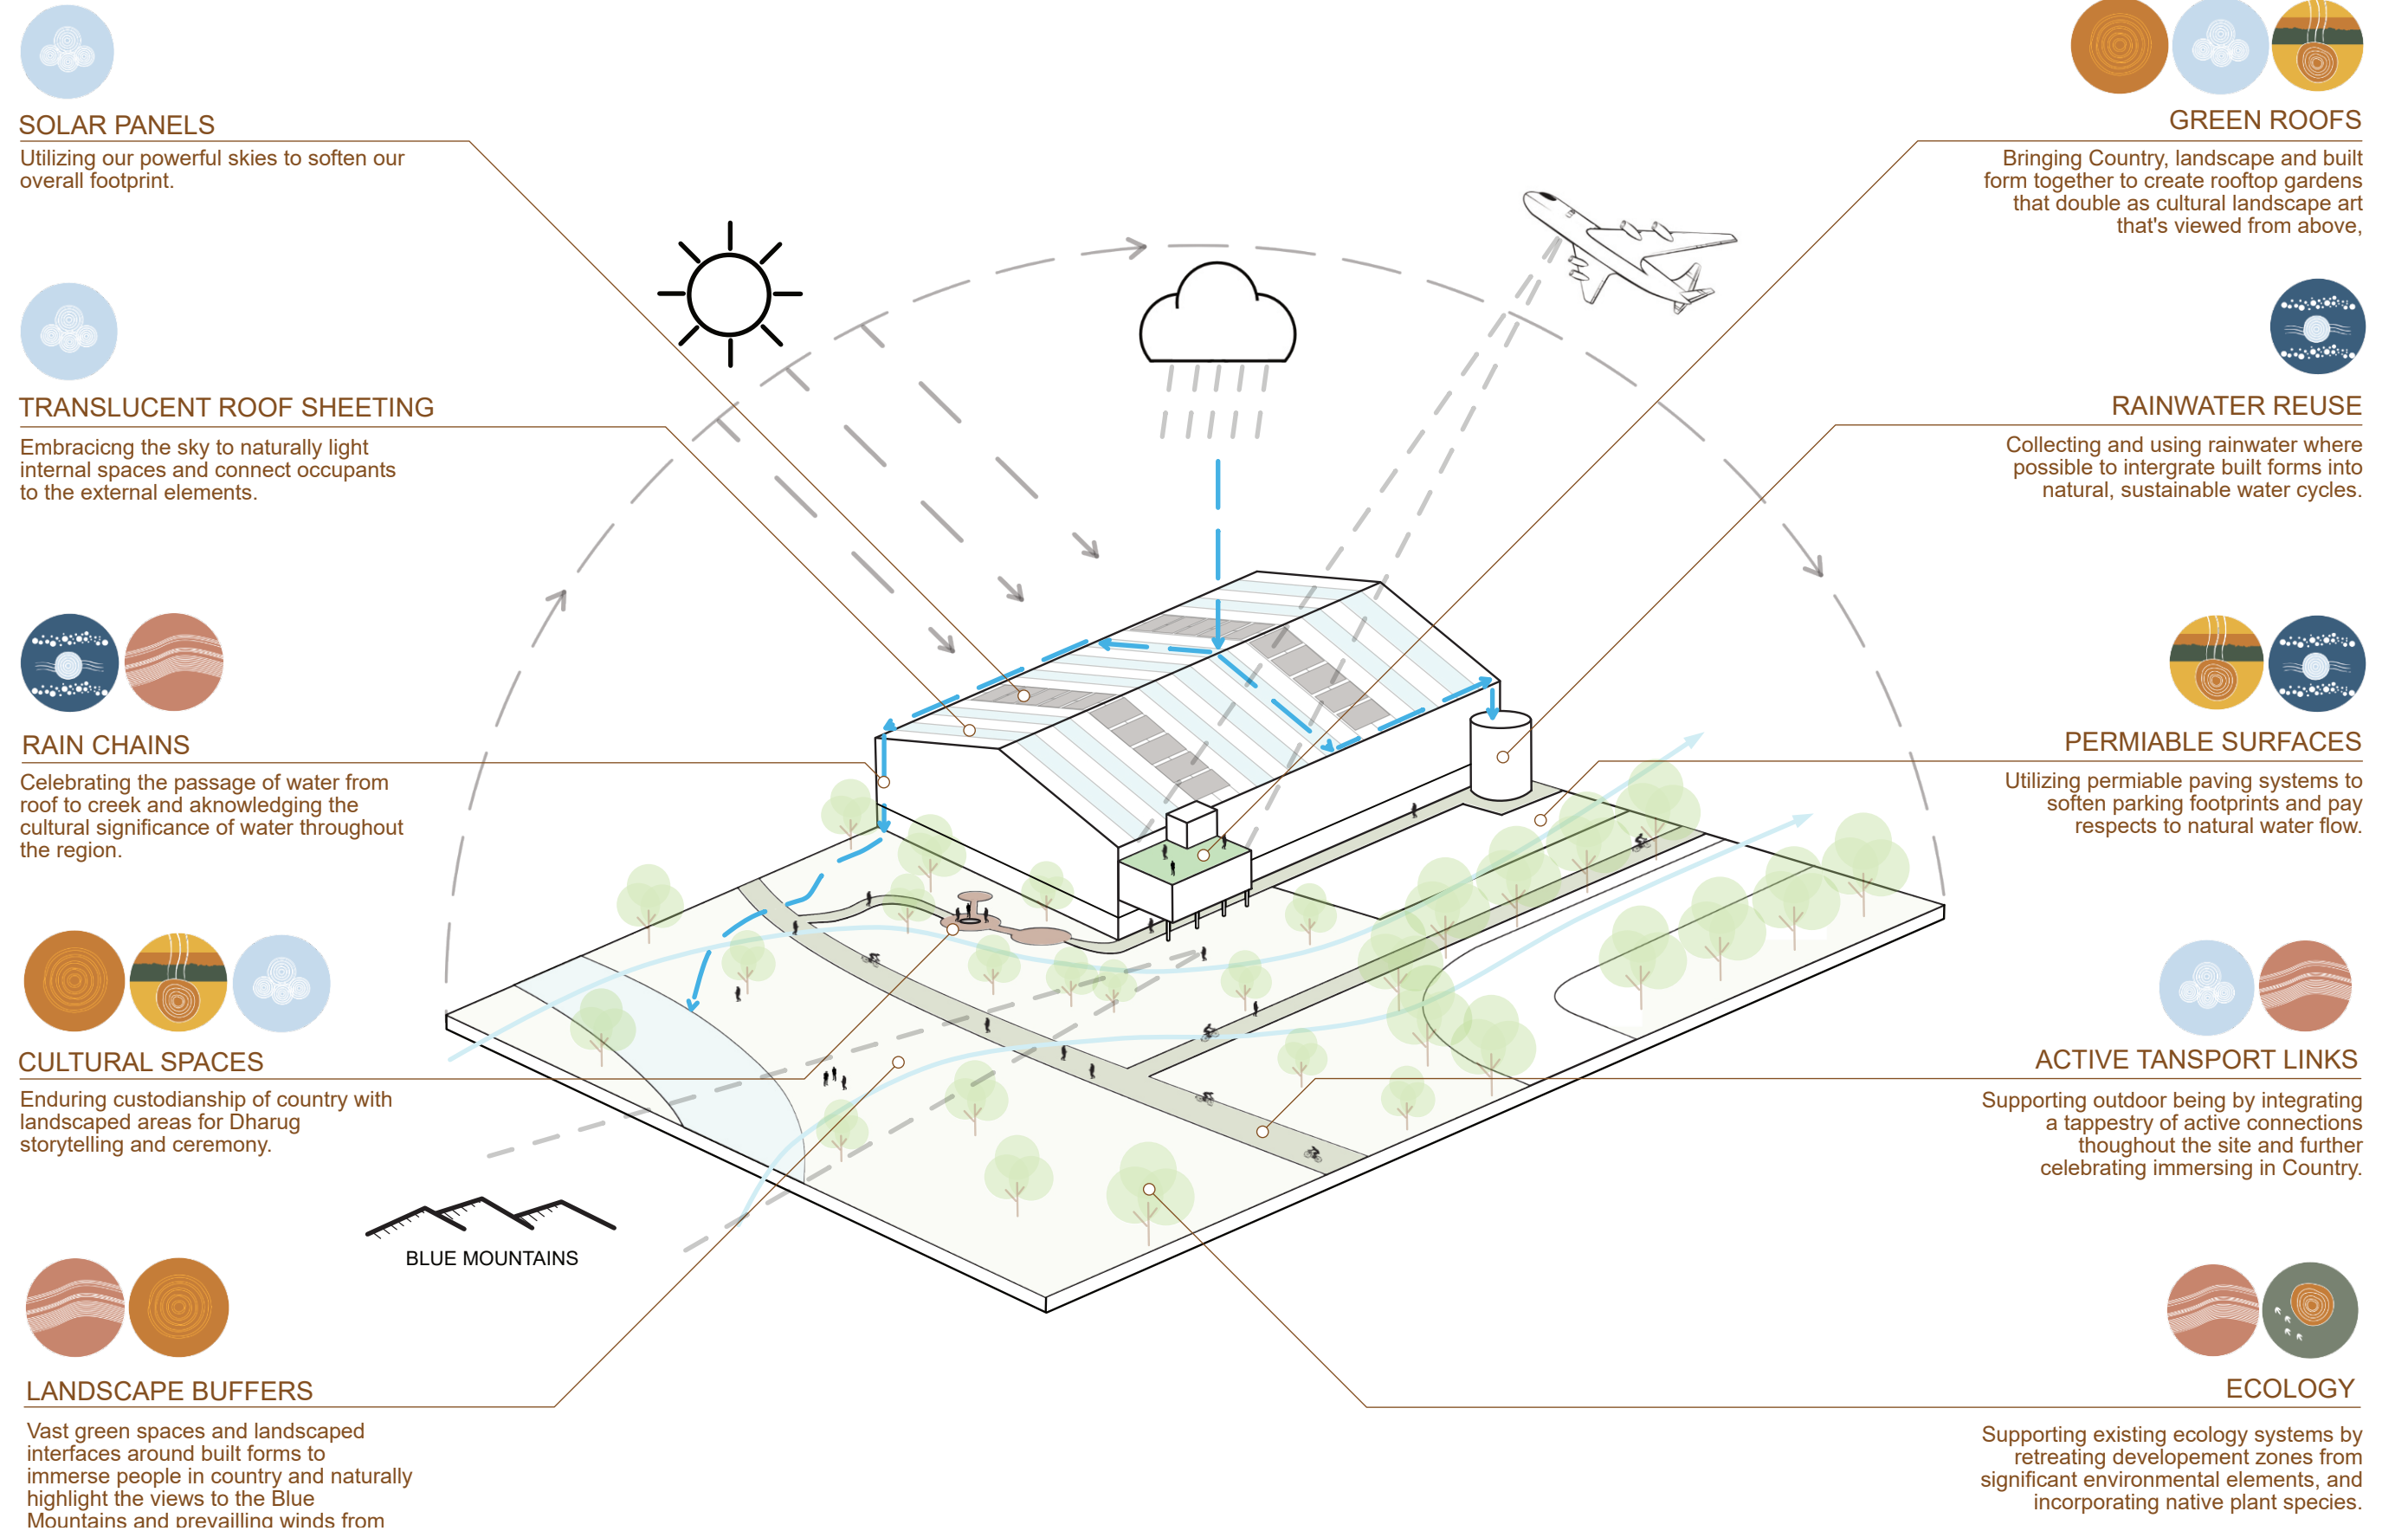 SOLAR PANELS
Utilizing our powerful skies to soften our
overall footprint.
TRANSLUCENT ROOF SHEETING
Embracicng the sky to naturally light
internal spaces and connect occupants
to the external elements.
RAIN CHAINS
Celebrating the passage of water from
roof to creek and aknowledging the
cultural significance of water throughout
the region.
CULTURAL SPACES
Enduring custodianship of country with
landscaped areas for Dharug
storytelling and ceremony.
BLUE MOUNTAINS
LANDSCAPE BUFFERS
Vast green spaces and landscaped
interfaces around built forms to
immerse people in country and naturally
highlight the views to the Blue
Mountains and prevailling winds from
GREEN ROOFS
Bringing Country, landscape and built
form together to create rooftop gardens
that double as cultural landscape art
that's viewed from above,
RAINWATER REUSE
Collecting and using rainwater where
possible to intergrate built forms into
natural, sustainable water cycles.
PERMIABLE SURFACES
Utilizing permiable paving systems to
soften parking footprints and pay
respects to natural water flow.
ACTIVE TANSPORT LINKS
Supporting outdoor being by integrating
a tappestry of active connections
thoughout the site and further
celebrating immersing in Country.
ECOLOGY
Supporting existing ecology systems by
retreating developement zones from
significant environmental elements, and
incorporating native plant species.